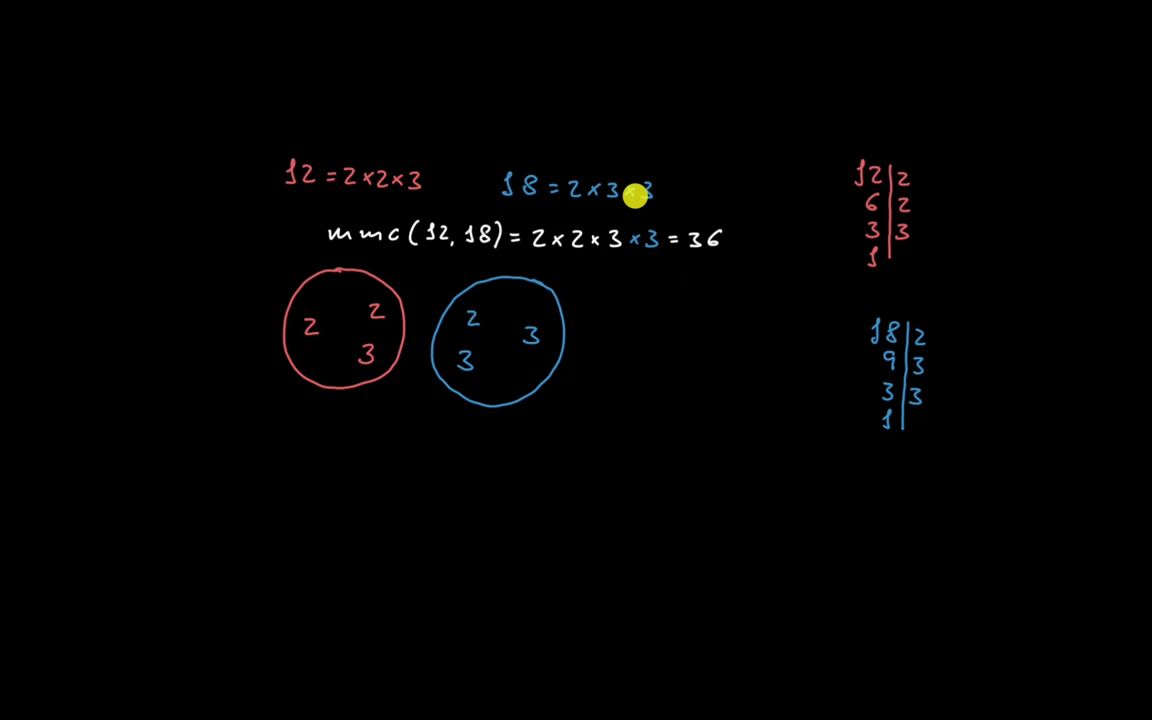 12 = 2 × 2 × 3
18 = 2 × 3 × 3
mmc (12, 18) = 2 × 2 × 3 × 3 = 36
2 2
3
2 3
3
12 | 2
6 | 2
3 | 3
1
18 | 2
9 | 3
3 | 3
1